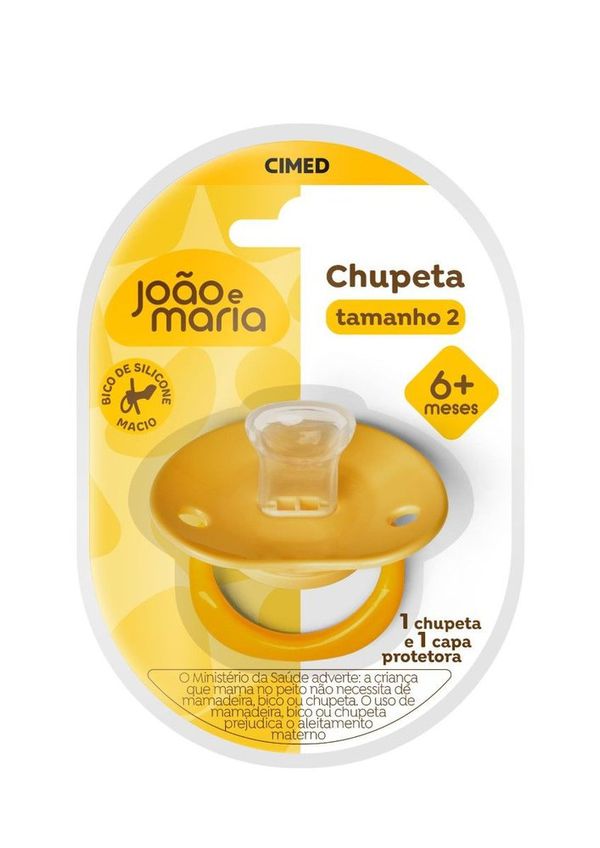 CIMED
João e
maria
Chupeta
tamanho 2
BICO DE SILICONE
MACIO
6+
meses
1 chupeta
e 1 capa
protetora
O Ministério da Saúde adverte: a criança
que mama no peito não necessita de
mamadeira, bico ou chupeta. O uso de
mamadeira, bico ou chupeta
prejudica o aleitamento
materno